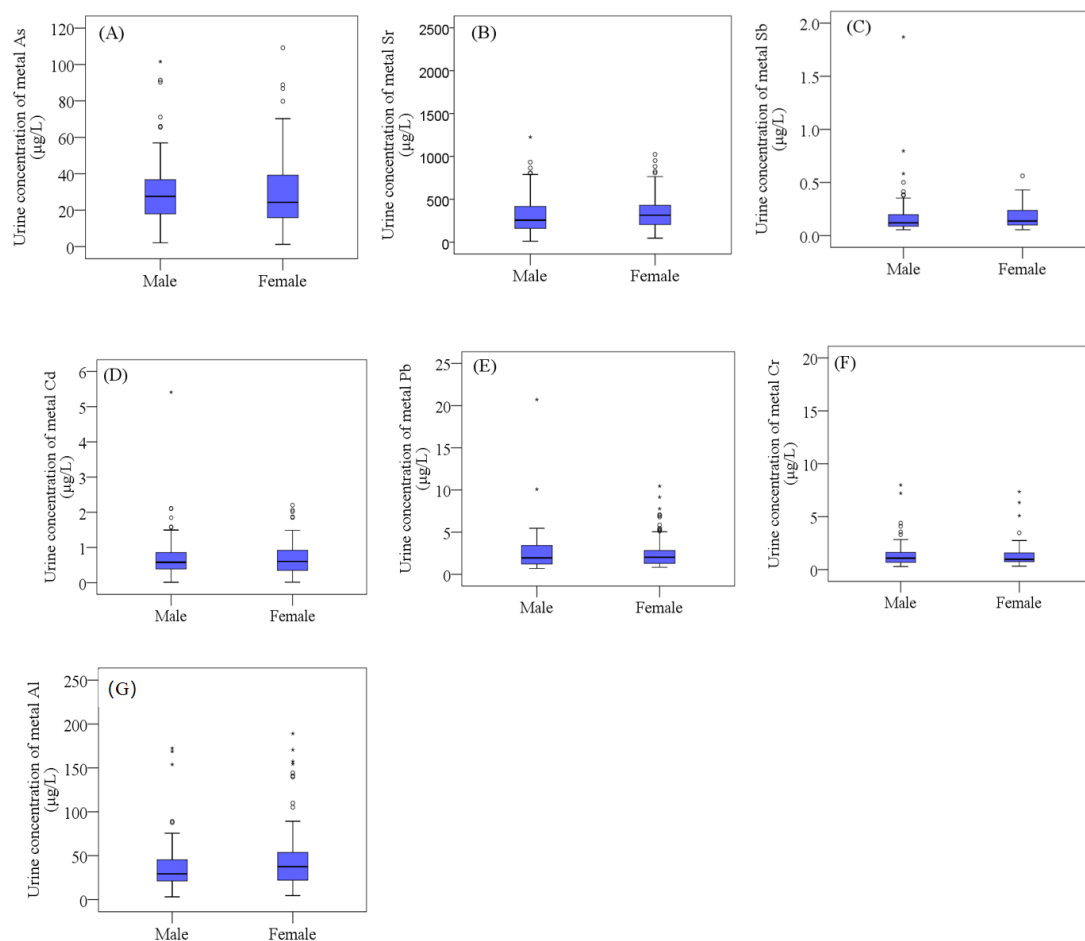 (A)
Urine concentration of metal As
(μg/L)
120
100
80
60
40
20
0
Male
Female
(B)
Urine concentration of metal Sr
(μg/L)
2500
2000
1500
1000
500
0
Male
Female
(C)
Urine concentration of metal Sb
(μg/L)
2.0
1.5
1.0
0.5
0.0
Male
Female
(D)
Urine concentration of metal Cd
(μg/L)
6
5
4
3
2
1
0
Male
Female
(E)
Urine concentration of metal Pb
(μg/L)
25
20
15
10
5
0
Male
Female
(F)
Urine concentration of metal Cr
(μg/L)
20
15
10
5
0
Male
Female
(G)
Urine concentration of metal Al
(μg/L)
250
200
150
100
50
0
Male
Female